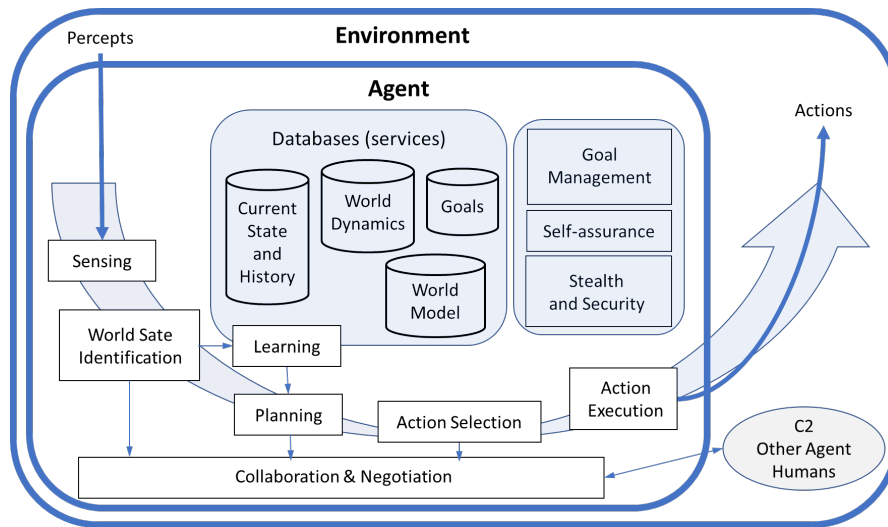 Percepts
Environment
Agent
Actions
Databases (services)
Current
State
and
History
World
Dynamics
Goals
World
Model
Goal
Management
Self-assurance
Stealth
and Security
Sensing
World Sate
Identification
Learning
Planning
Action Selection
Action
Execution
Collaboration & Negotiation
C2
Other Agent
Humans